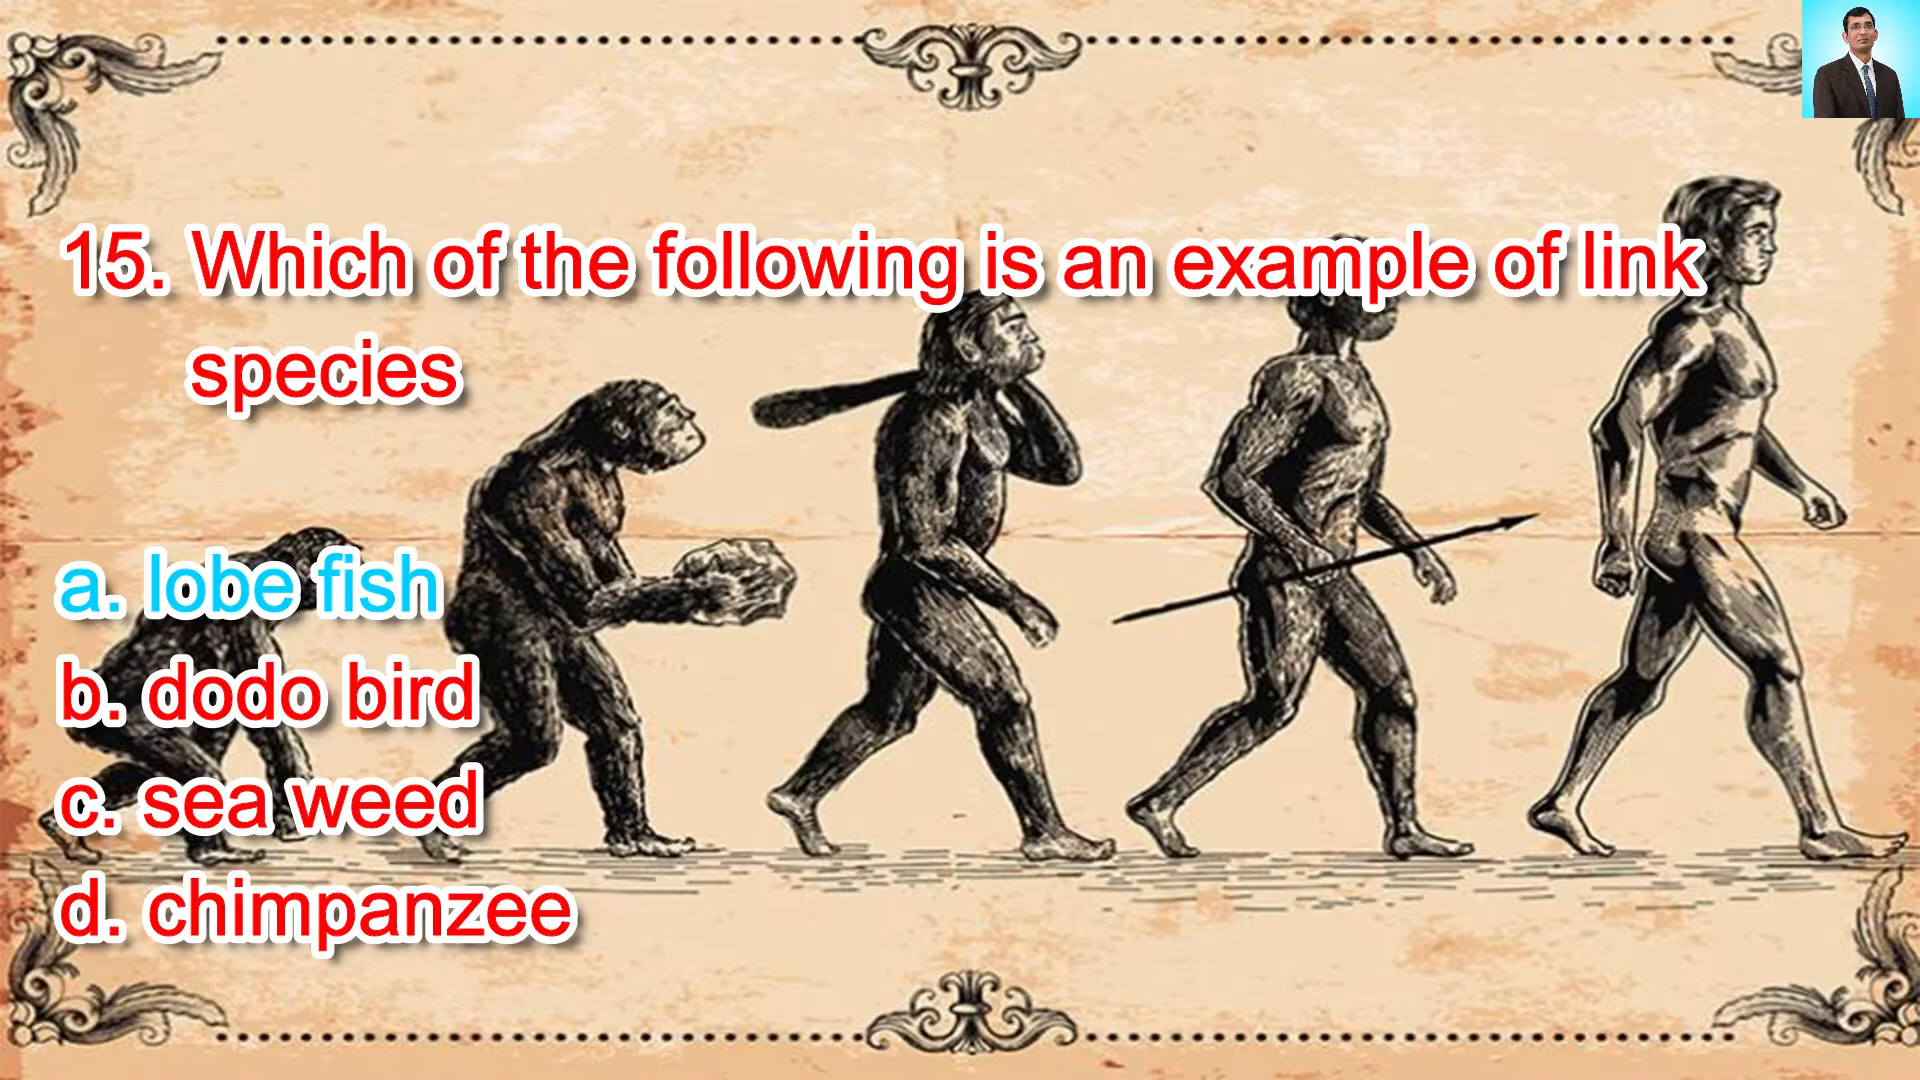 15. Which of the following is an example of link
species
a. lobe fish
b. dodo bird
c. sea weed
d. chimpanzee